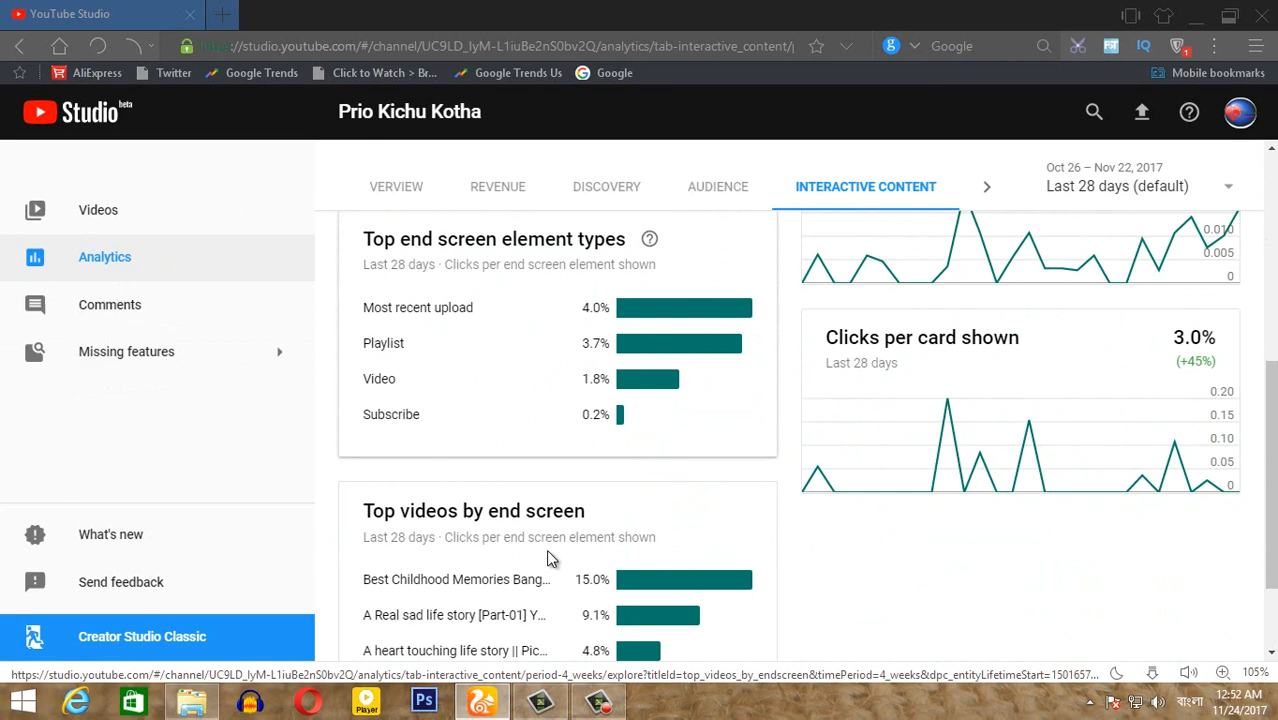 YouTube Studio
https://studio.youtube.com/#/channel/UC9LD_IyM-L1iuBe2nS0bv2Q/analytics/tab-interactive_content/p
Google
AliExpress
Twitter
Google Trends
Click to Watch > Br...
Google Trends Us
Google
Mobile bookmarks
Studio beta
Prio Kichu Kotha
VERVIEW
REVENUE
DISCOVERY
AUDIENCE
INTERACTIVE CONTENT
Oct 26 – Nov 22, 2017
Last 28 days (default)
Videos
Analytics
Comments
Missing features
What's new
Send feedback
Creator Studio Classic
Top end screen element types
Last 28 days · Clicks per end screen element shown
Most recent upload 4.0%
Playlist 3.7%
Video 1.8%
Subscribe 0.2%
Top videos by end screen
Last 28 days · Clicks per end screen element shown
Best Childhood Memories Bang... 15.0%
A Real sad life story [Part-01] Y... 9.1%
A heart touching life story || Pic... 4.8%
0.010
0.005
0
Clicks per card shown 3.0%
Last 28 days (+45%)
0.20
0.15
0.10
0.05
0
https://studio.youtube.com/#/channel/UC9LD_IyM-L1iuBe2nS0bv2Q/analytics/tab-interactive_content/period-4_weeks/explore?titleId=top_videos_by_endscreen&timePeriod=4_weeks&dpc_entityLifetimeStart=1501657...
105%
Player
Ps
বাংলা
12:52 AM
11/24/2017